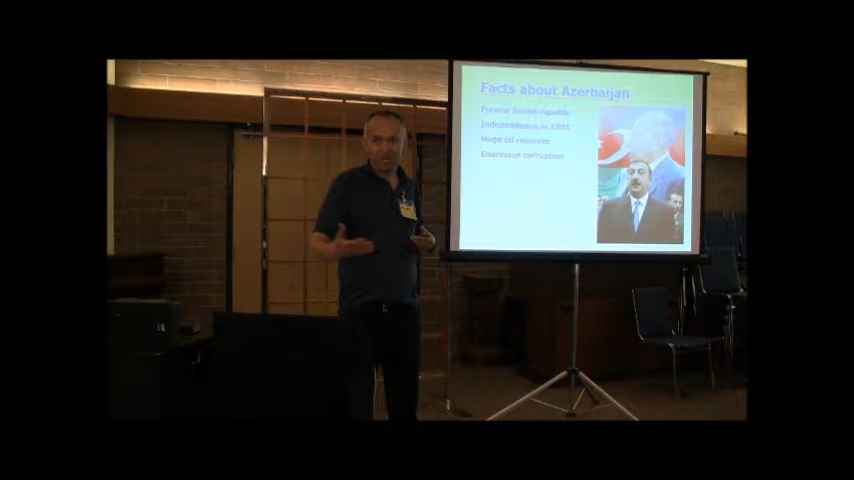 Facts about Azerbaijan
Former Soviet republic
Independence in 1991
Huge oil reserves
Enormous corruption